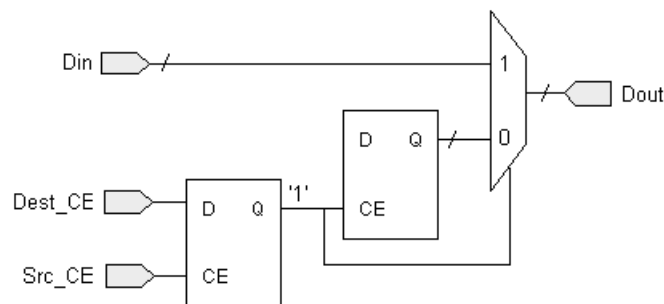 Din
1
Dout
D Q
0
Dest_CE
'1'
D Q
CE
Src_CE
CE